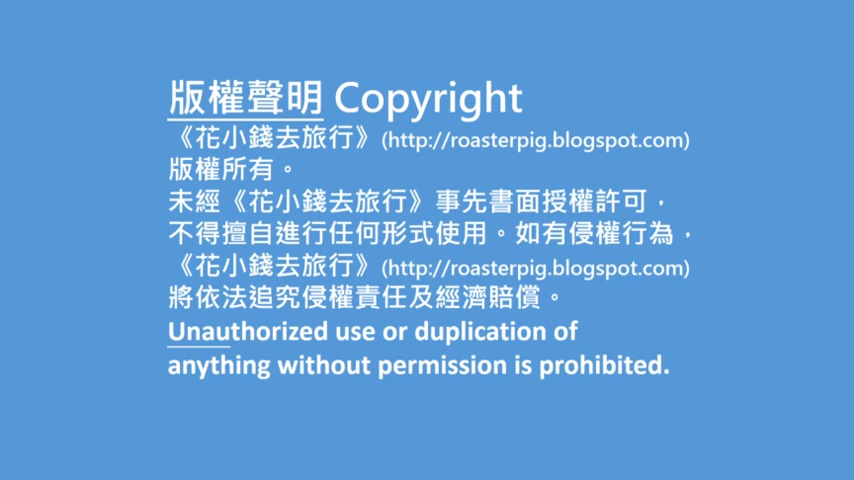 版權聲明 Copyright
《花小錢去旅行》(http://roasterpig.blogspot.com)
版權所有。
未經《花小錢去旅行》事先書面授權許可，
不得擅自進行任何形式使用。如有侵權行為，
《花小錢去旅行》(http://roasterpig.blogspot.com)
將依法追究侵權責任及經濟賠償。
Unauthorized use or duplication of
anything without permission is prohibited.